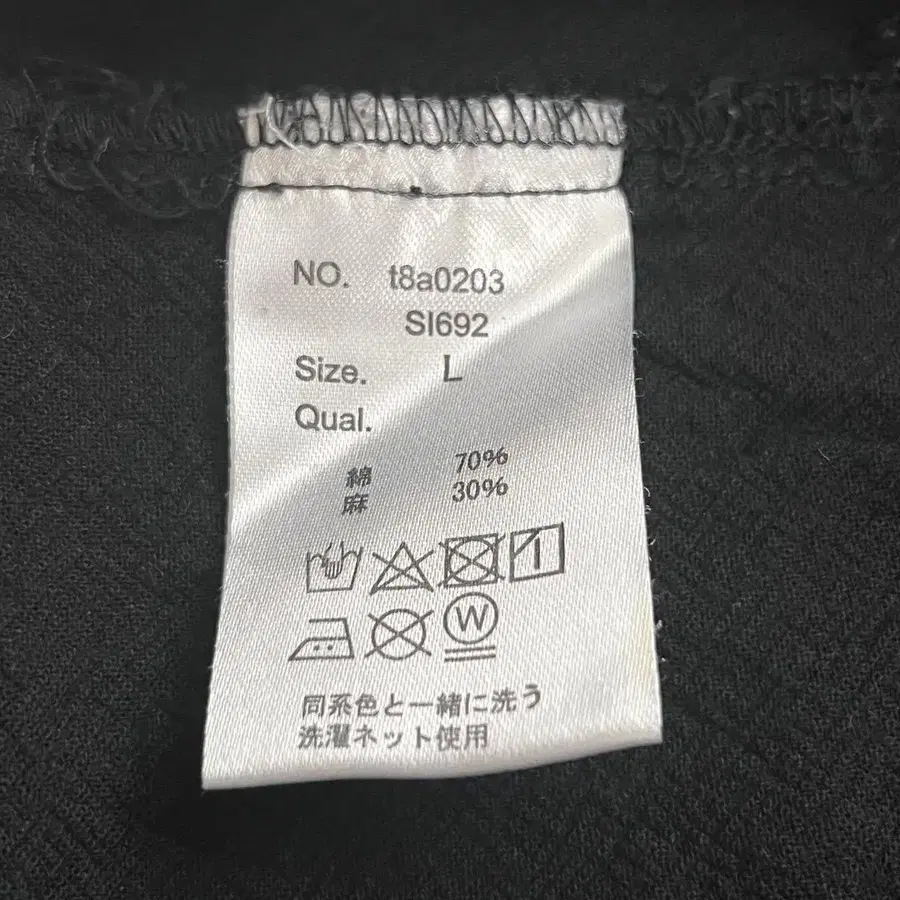 NO. t8a0203
SI692
Size. L
Qual.
綿 70%
麻 30%
W
同系色と一緒に洗う
洗濯ネット使用